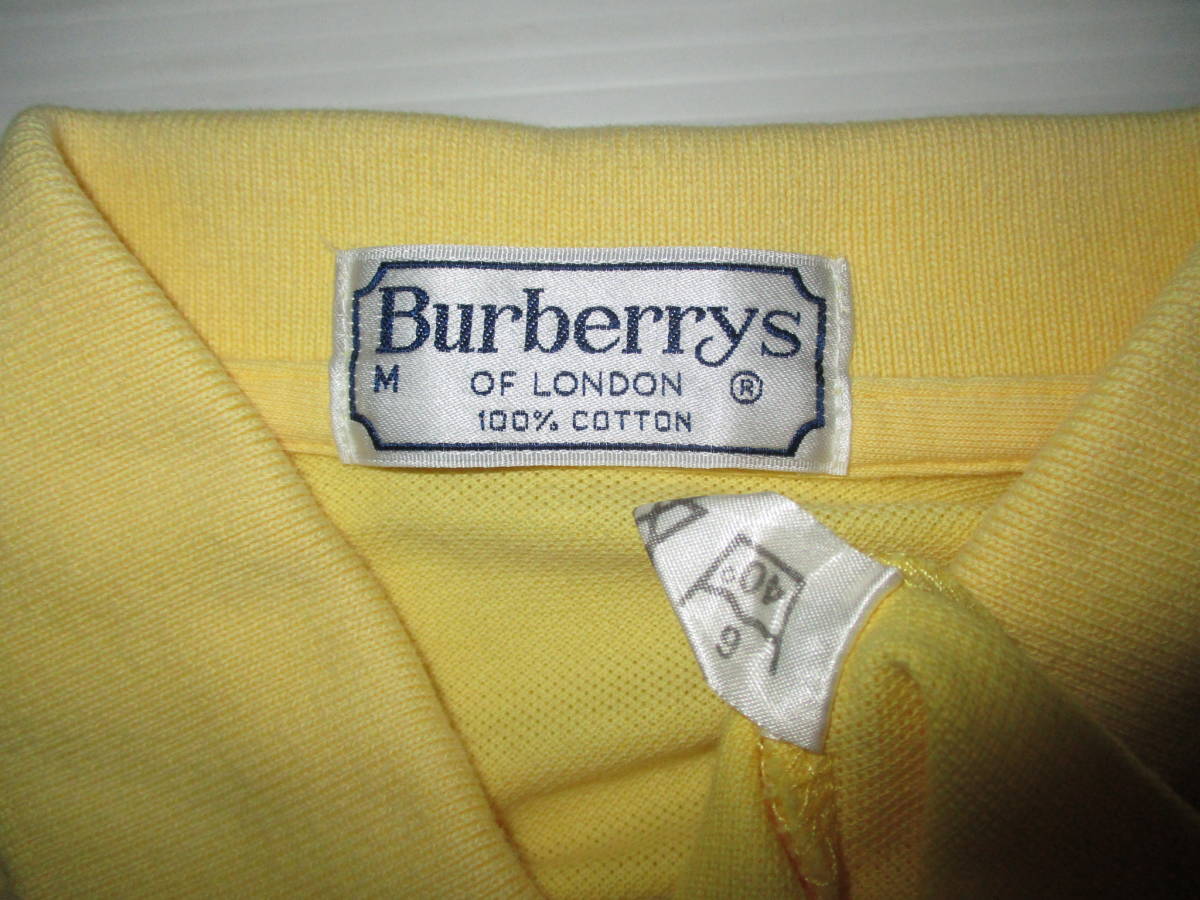 Burberrys
M OF LONDON ®
100% COTTON
40°